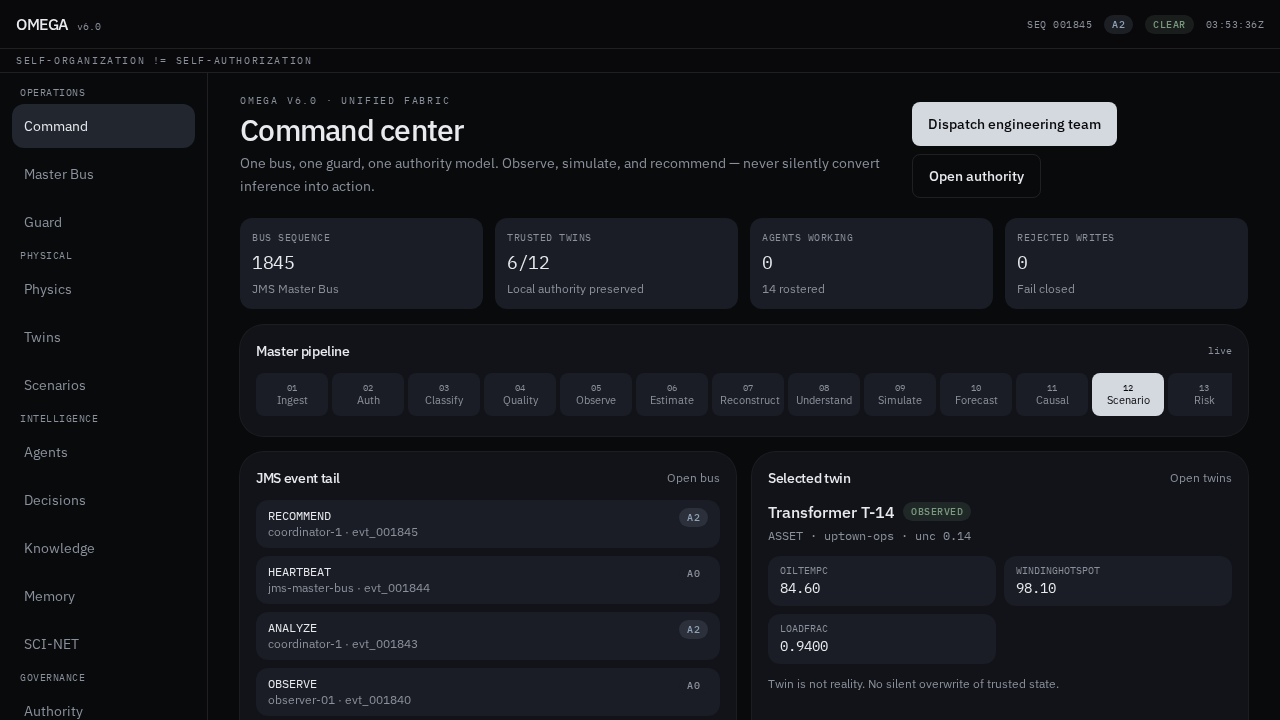 OMEGA v6.0
SEQ 001845 A2 CLEAR 03:53:36Z
SELF-ORGANIZATION != SELF-AUTHORIZATION
OPERATIONS
Command
Master Bus
Guard
PHYSICAL
Physics
Twins
Scenarios
INTELLIGENCE
Agents
Decisions
Knowledge
Memory
SCI-NET
GOVERNANCE
Authority
OMEGA V6.0 · UNIFIED FABRIC
Command center
One bus, one guard, one authority model. Observe, simulate, and recommend — never silently convert
inference into action.
Dispatch engineering team
Open authority
BUS SEQUENCE
1845
JMS Master Bus
TRUSTED TWINS
6/12
Local authority preserved
AGENTS WORKING
0
14 rostered
REJECTED WRITES
0
Fail closed
Master pipeline
live
01
Ingest
02
Auth
03
Classify
04
Quality
05
Observe
06
Estimate
07
Reconstruct
08
Understand
09
Simulate
10
Forecast
11
Causal
12
Scenario
13
Risk
JMS event tail
Open bus
RECOMMEND
A2
coordinator-1 · evt_001845
HEARTBEAT
A0
jms-master-bus · evt_001844
ANALYZE
A2
coordinator-1 · evt_001843
OBSERVE
A0
observer-01 · evt_001840
Selected twin
Open twins
Transformer T-14 OBSERVED
ASSET · uptown-ops · unc 0.14
OILTEMPC
84.60
WINDINGHOTSPOT
98.10
LOADFRAC
0.9400
Twin is not reality. No silent overwrite of trusted state.